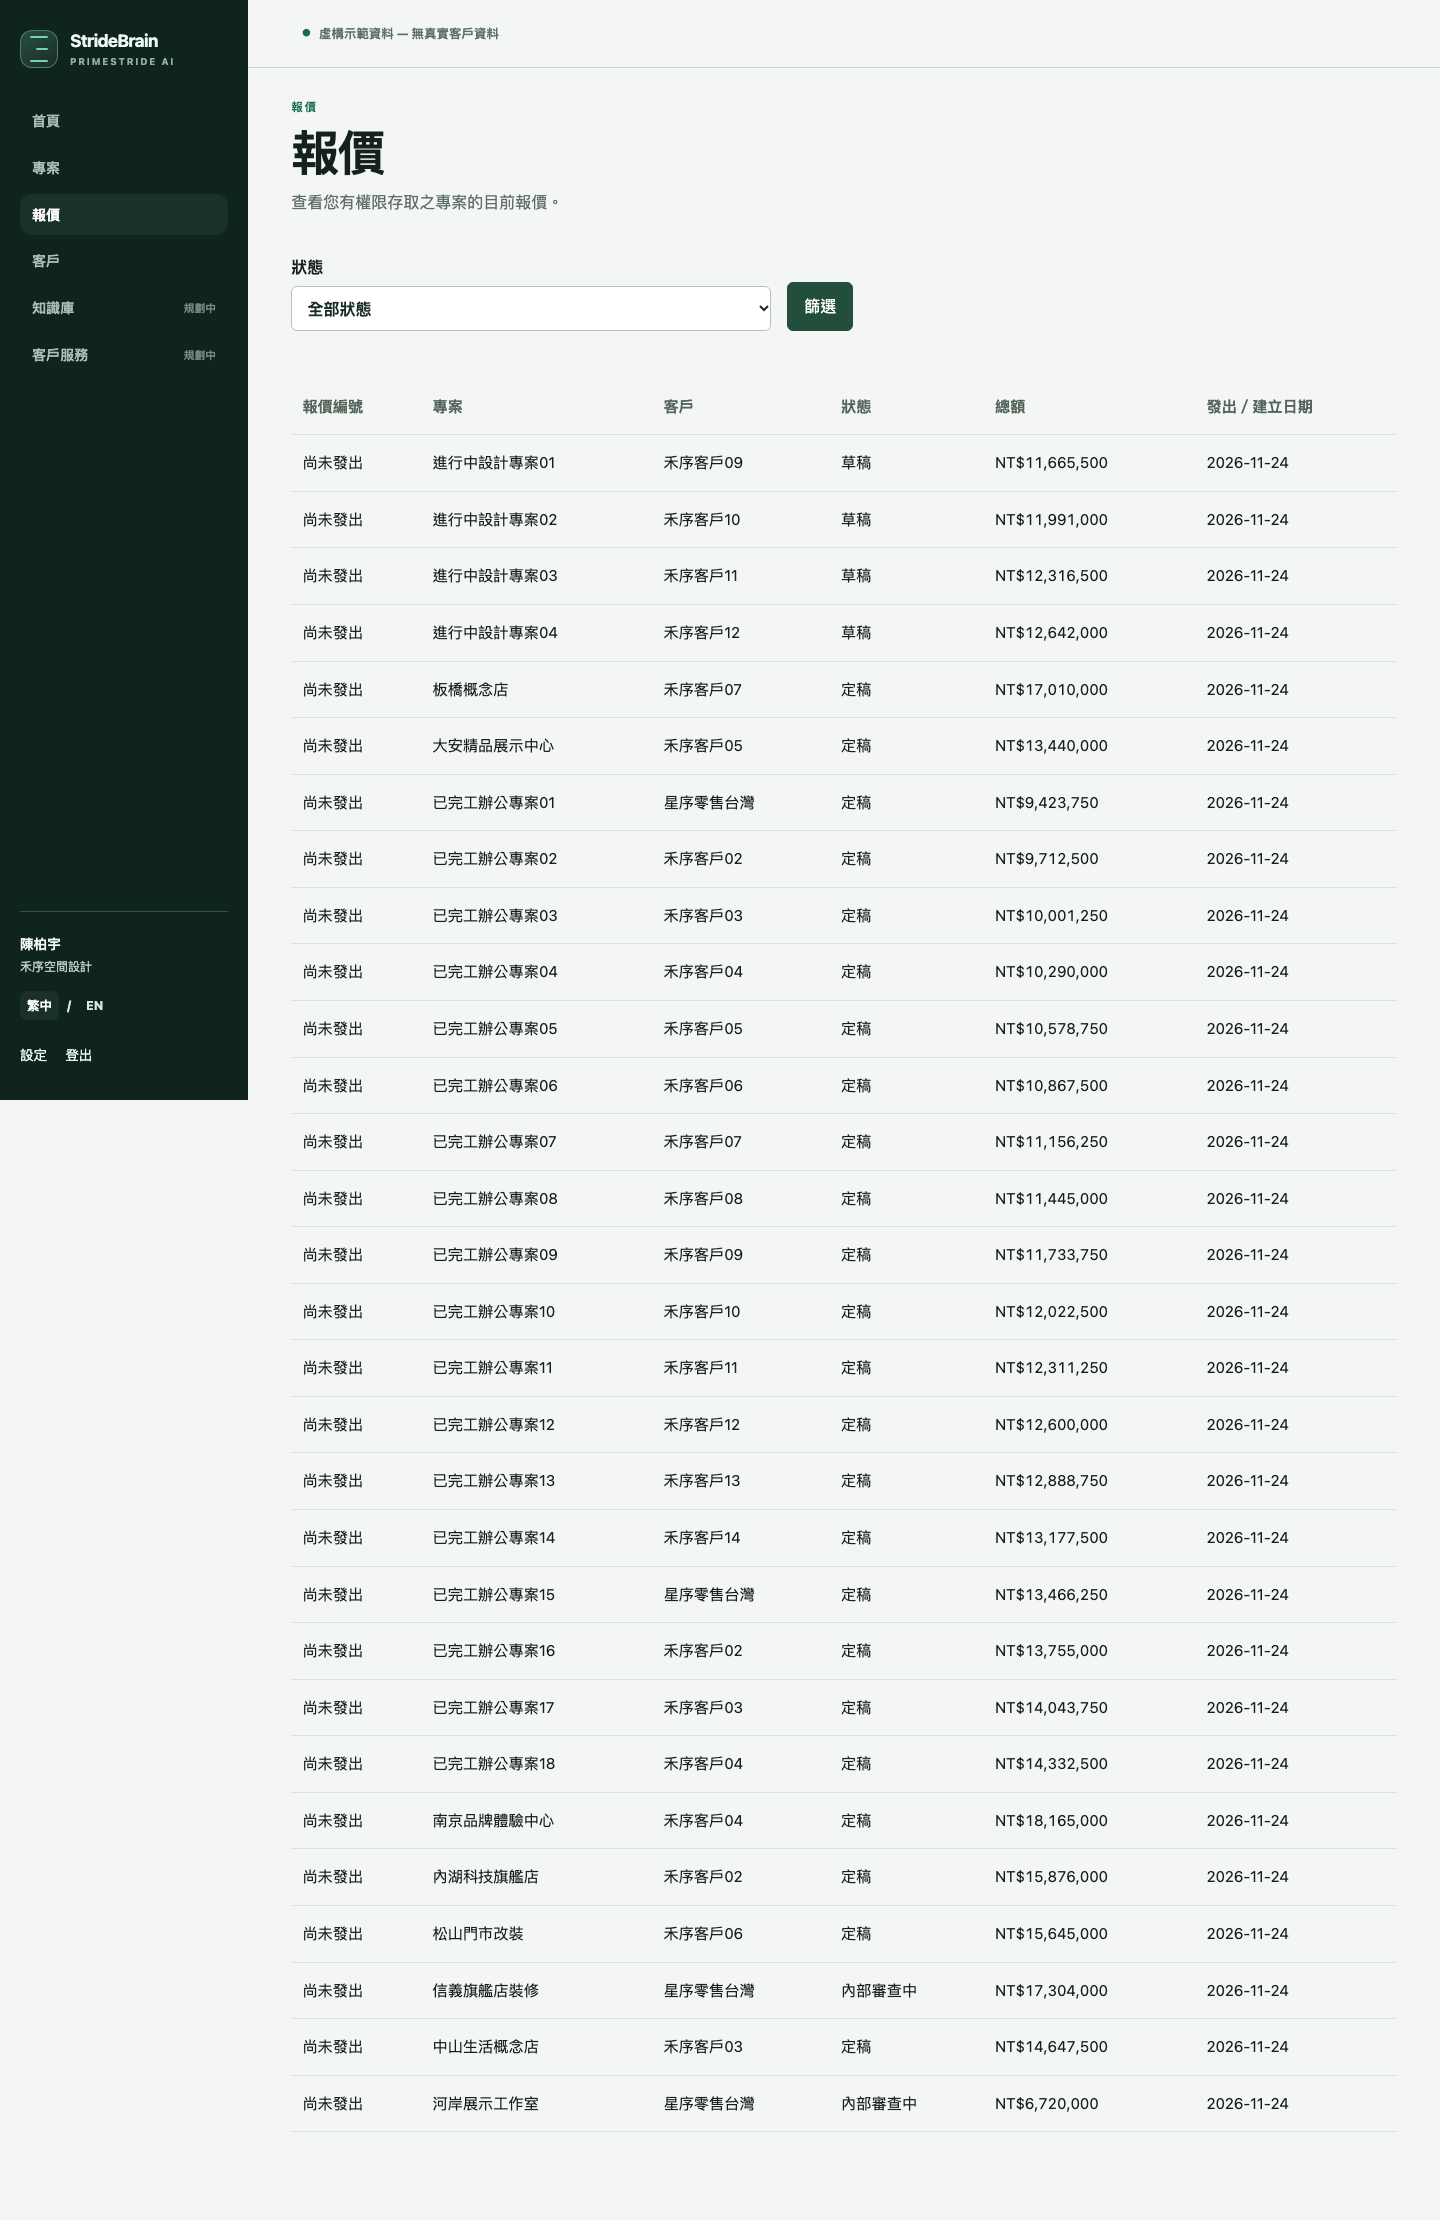 StrideBrain
PRIMESTRIDE AI
首頁
專案
報價
客戶
知識庫 規劃中
客戶服務 規劃中
陳柏宇
禾序空間設計
繁中 / EN
設定 登出
虛構示範資料 — 無真實客戶資料
報價
報價
查看您有權限存取之專案的目前報價。
狀態
全部狀態 篩選
報價編號 專案 客戶 狀態 總額 發出 / 建立日期
尚未發出 進行中設計專案01 禾序客戶09 草稿 NT$11,665,500 2026-11-24
尚未發出 進行中設計專案02 禾序客戶10 草稿 NT$11,991,000 2026-11-24
尚未發出 進行中設計專案03 禾序客戶11 草稿 NT$12,316,500 2026-11-24
尚未發出 進行中設計專案04 禾序客戶12 草稿 NT$12,642,000 2026-11-24
尚未發出 板橋概念店 禾序客戶07 定稿 NT$17,010,000 2026-11-24
尚未發出 大安精品展示中心 禾序客戶05 定稿 NT$13,440,000 2026-11-24
尚未發出 已完工辦公專案01 星序零售台灣 定稿 NT$9,423,750 2026-11-24
尚未發出 已完工辦公專案02 禾序客戶02 定稿 NT$9,712,500 2026-11-24
尚未發出 已完工辦公專案03 禾序客戶03 定稿 NT$10,001,250 2026-11-24
尚未發出 已完工辦公專案04 禾序客戶04 定稿 NT$10,290,000 2026-11-24
尚未發出 已完工辦公專案05 禾序客戶05 定稿 NT$10,578,750 2026-11-24
尚未發出 已完工辦公專案06 禾序客戶06 定稿 NT$10,867,500 2026-11-24
尚未發出 已完工辦公專案07 禾序客戶07 定稿 NT$11,156,250 2026-11-24
尚未發出 已完工辦公專案08 禾序客戶08 定稿 NT$11,445,000 2026-11-24
尚未發出 已完工辦公專案09 禾序客戶09 定稿 NT$11,733,750 2026-11-24
尚未發出 已完工辦公專案10 禾序客戶10 定稿 NT$12,022,500 2026-11-24
尚未發出 已完工辦公專案11 禾序客戶11 定稿 NT$12,311,250 2026-11-24
尚未發出 已完工辦公專案12 禾序客戶12 定稿 NT$12,600,000 2026-11-24
尚未發出 已完工辦公專案13 禾序客戶13 定稿 NT$12,888,750 2026-11-24
尚未發出 已完工辦公專案14 禾序客戶14 定稿 NT$13,177,500 2026-11-24
尚未發出 已完工辦公專案15 星序零售台灣 定稿 NT$13,466,250 2026-11-24
尚未發出 已完工辦公專案16 禾序客戶02 定稿 NT$13,755,000 2026-11-24
尚未發出 已完工辦公專案17 禾序客戶03 定稿 NT$14,043,750 2026-11-24
尚未發出 已完工辦公專案18 禾序客戶04 定稿 NT$14,332,500 2026-11-24
尚未發出 南京品牌體驗中心 禾序客戶04 定稿 NT$18,165,000 2026-11-24
尚未發出 內湖科技旗艦店 禾序客戶02 定稿 NT$15,876,000 2026-11-24
尚未發出 松山門市改裝 禾序客戶06 定稿 NT$15,645,000 2026-11-24
尚未發出 信義旗艦店裝修 星序零售台灣 內部審查中 NT$17,304,000 2026-11-24
尚未發出 中山生活概念店 禾序客戶03 定稿 NT$14,647,500 2026-11-24
尚未發出 河岸展示工作室 星序零售台灣 內部審查中 NT$6,720,000 2026-11-24